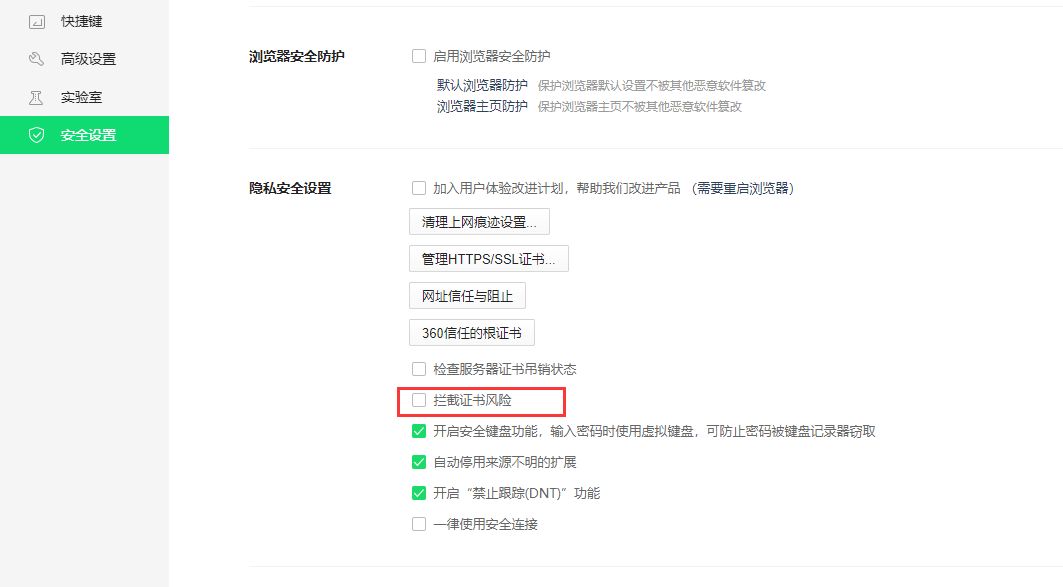 快捷键
高级设置
实验室
安全设置
浏览器安全防护
启用浏览器安全防护
默认浏览器防护 保护浏览器默认设置不被其他恶意软件篡改
浏览器主页防护 保护浏览器主页不被其他恶意软件篡改
隐私安全设置
加入用户体验改进计划，帮助我们改进产品 （需要重启浏览器）
清理上网痕迹设置...
管理HTTPS/SSL证书...
网址信任与阻止
360信任的根证书
检查服务器证书吊销状态
拦截证书风险
开启安全键盘功能，输入密码时使用虚拟键盘，可防止密码被键盘记录器窃取
自动停用来源不明的扩展
开启“禁止跟踪(DNT)”功能
一律使用安全连接